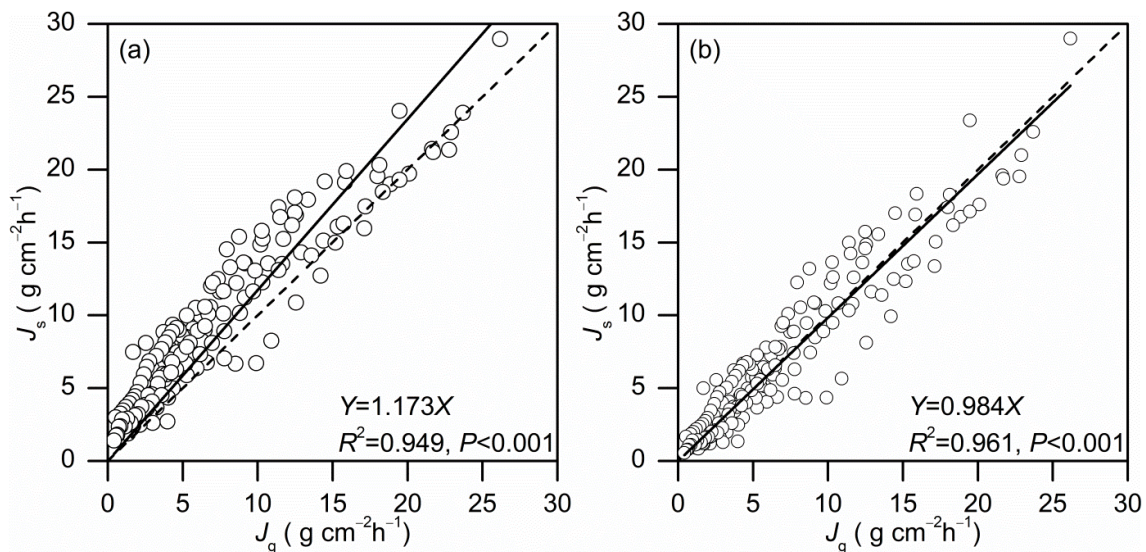 (a)
30
25
20
15
10
5
0
Jₛ ( g cm⁻²h⁻¹)
Y=1.173X
R²=0.949, P<0.001
0 5 10 15 20 25 30
J ( g cm⁻²h⁻¹)
(b)
30
25
20
15
10
5
0
Jₛ ( g cm⁻²h⁻¹)
Y=0.984X
R²=0.961, P<0.001
0 5 10 15 20 25 30
J ( g cm⁻²h⁻¹)